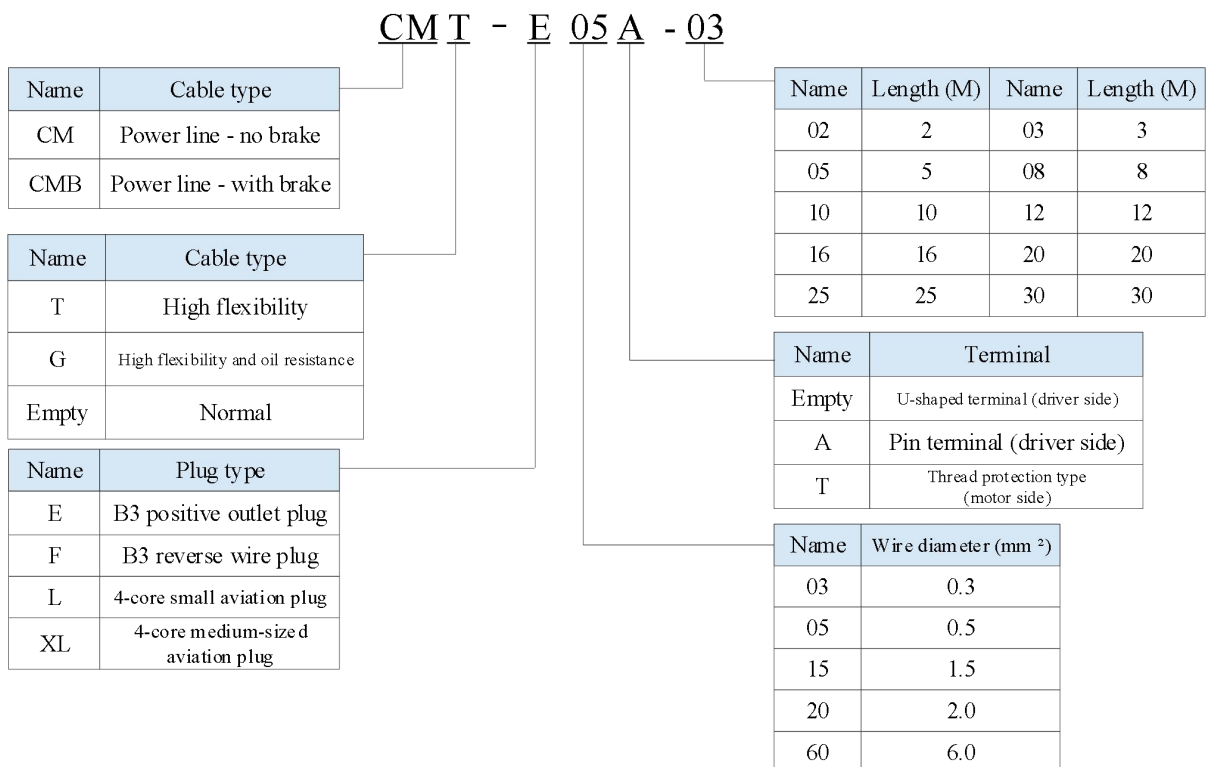 CMT - E 05 A - 03
Name Cable type
CM Power line - no brake
CMB Power line - with brake
Name Cable type
T High flexibility
G High flexibility and oil resistance
Empty Normal
Name Plug type
E B3 positive outlet plug
F B3 reverse wire plug
L 4-core small aviation plug
XL 4-core medium-sized
aviation plug
Name Length (M) Name Length (M)
02 2 03 3
05 5 08 8
10 10 12 12
16 16 20 20
25 25 30 30
Name Terminal
Empty U-shaped terminal (driver side)
A Pin terminal (driver side)
T Thread protection type
(motor side)
Name Wire diameter (mm ²)
03 0.3
05 0.5
15 1.5
20 2.0
60 6.0